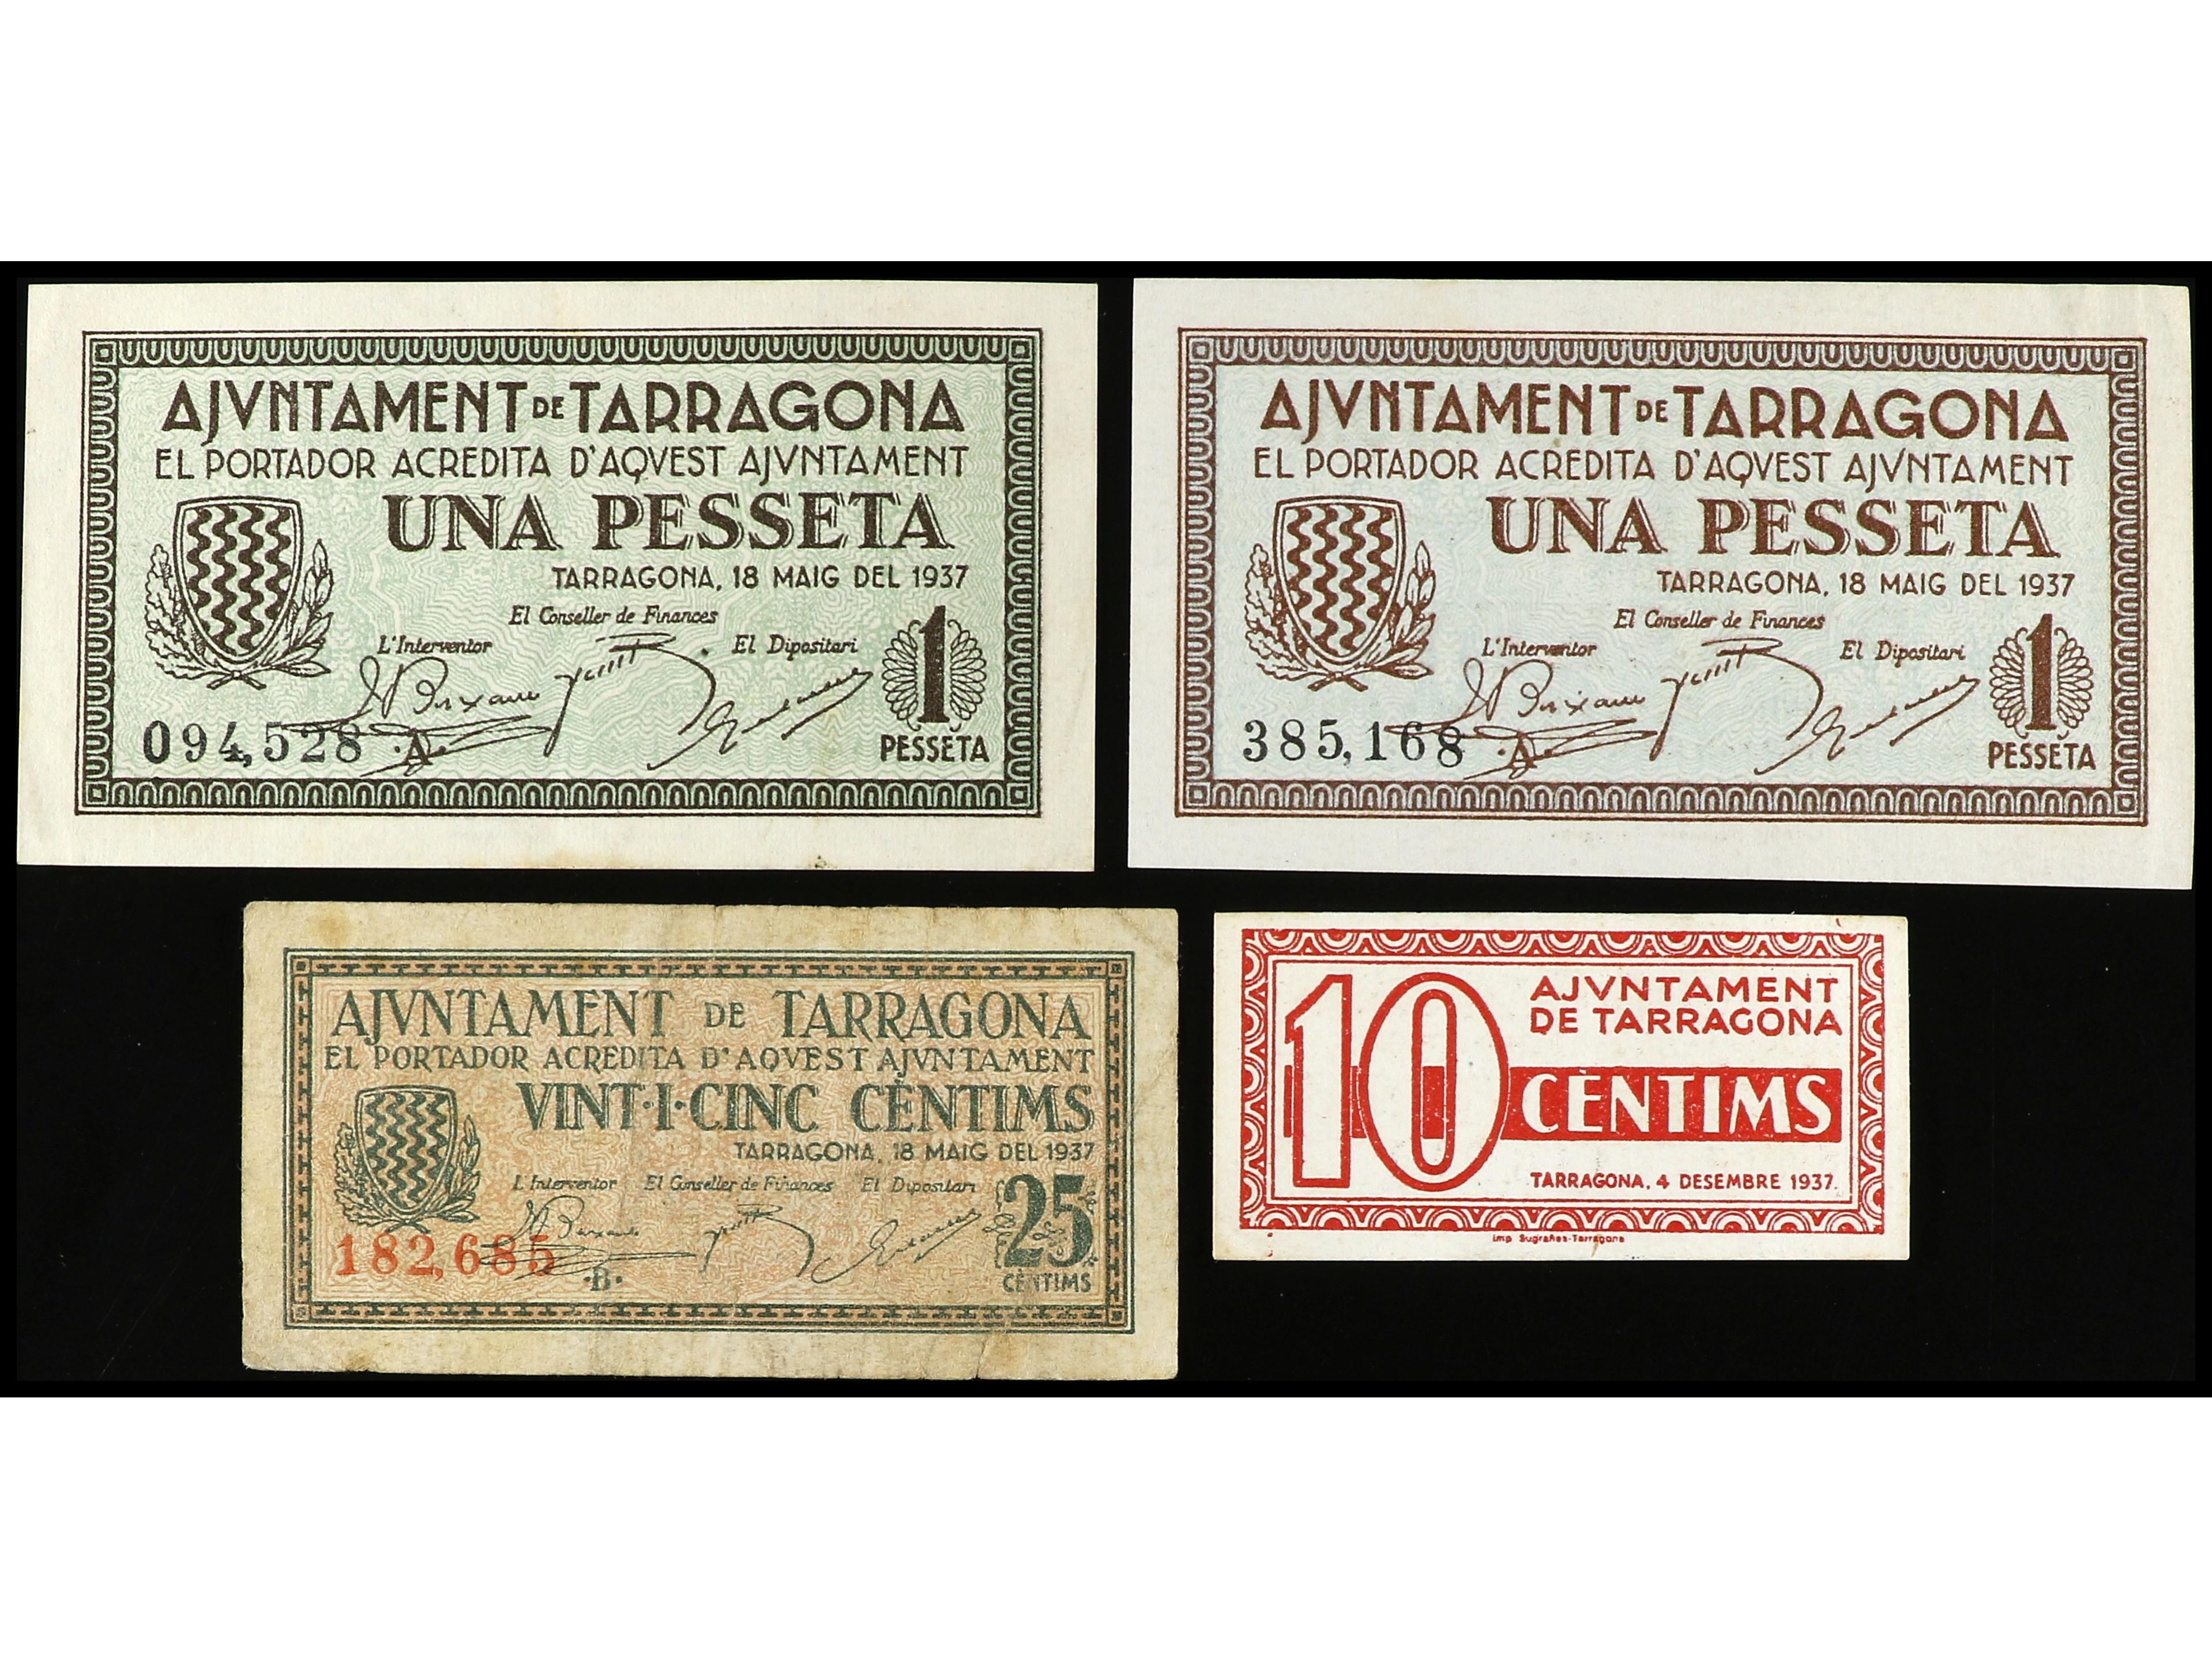 AJVNTAMENT DE TARRAGONA
EL PORTADOR ACREDITA D'AQVEST AJVNTAMENT
UNA PESSETA
TARRAGONA, 18 MAIG DEL 1937
El Conseller de Finances
L'Interventor El Dipositari
1
094,528 ·A· PESSETA
AJVNTAMENT DE TARRAGONA
EL PORTADOR ACREDITA D'AQVEST AJVNTAMENT
UNA PESSETA
TARRAGONA, 18 MAIG DEL 1937
El Conseller de Finances
L'Interventor El Dipositari
1
385,168 ·A· PESSETA
AJVNTAMENT DE TARRAGONA
EL PORTADOR ACREDITA D'AQVEST AJVNTAMENT
VINT·I·CINC CÈNTIMS
TARRAGONA, 18 MAIG DEL 1937
L'Interventor El Conseller de Finances El Dipositari
25
182,685 ·B· CÈNTIMS
AJVNTAMENT
DE TARRAGONA
10 CÈNTIMS
TARRAGONA, 4 DESEMBRE 1937.
Imp Sugrañes-Tarragona